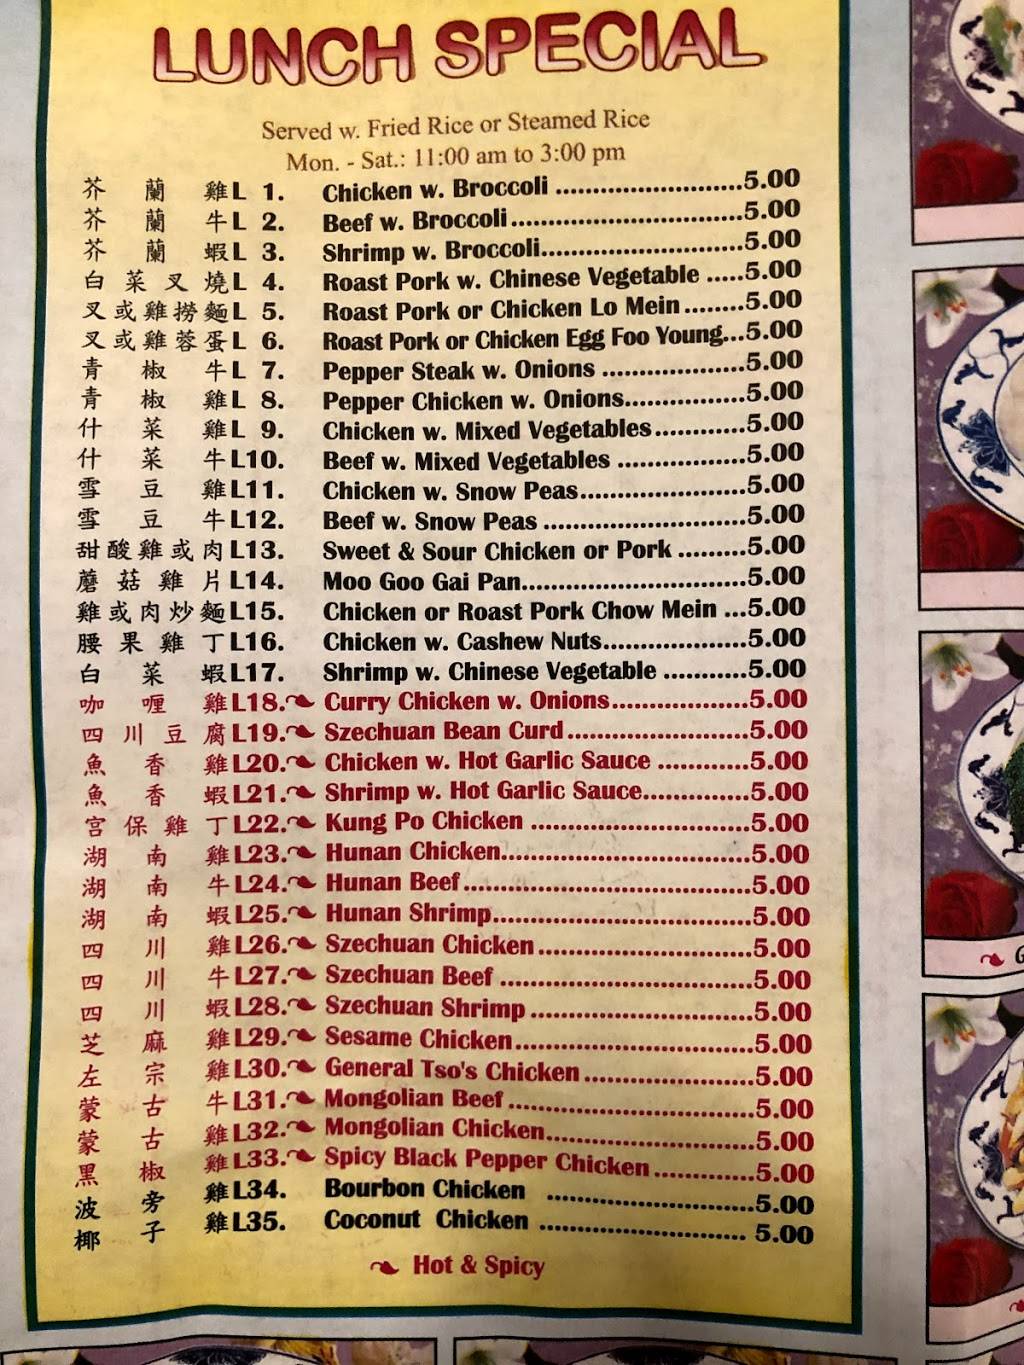 LUNCH SPECIAL
Served w. Fried Rice or Steamed Rice
Mon. - Sat.: 11:00 am to 3:00 pm
芥蘭雞 L 1. Chicken w. Broccoli ..........................5.00
芥蘭牛 L 2. Beef w. Broccoli................................5.00
芥蘭蝦 L 3. Shrimp w. Broccoli............................5.00
白菜叉燒 L 4. Roast Pork w. Chinese Vegetable .....5.00
叉或雞撈麵 L 5. Roast Pork or Chicken Lo Mein ........5.00
叉或雞蓉蛋 L 6. Roast Pork or Chicken Egg Foo Young...5.00
青椒牛 L 7. Pepper Steak w. Onions ....................5.00
青椒雞 L 8. Pepper Chicken w. Onions.................5.00
什菜雞 L 9. Chicken w. Mixed Vegetables.............5.00
什菜牛 L10. Beef w. Mixed Vegetables ..................5.00
雪豆雞 L11. Chicken w. Snow Peas.......................5.00
雪豆牛 L12. Beef w. Snow Peas ............................5.00
甜酸雞或肉 L13. Sweet & Sour Chicken or Pork .........5.00
蘑菇雞片 L14. Moo Goo Gai Pan...............................5.00
雞或肉炒麵 L15. Chicken or Roast Pork Chow Mein ...5.00
腰果雞丁 L16. Chicken w. Cashew Nuts....................5.00
白菜蝦 L17. Shrimp w. Chinese Vegetable ............5.00
咖喱雞 L18. Curry Chicken w. Onions...................5.00
四川豆腐 L19. Szechuan Bean Curd.........................5.00
魚香雞 L20. Chicken w. Hot Garlic Sauce .............5.00
魚香蝦 L21. Shrimp w. Hot Garlic Sauce...............5.00
宫保雞丁 L22. Kung Po Chicken ..............................5.00
湖南雞 L23. Hunan Chicken..................................5.00
湖南牛 L24. Hunan Beef........................................5.00
湖南蝦 L25. Hunan Shrimp....................................5.00
四川雞 L26. Szechuan Chicken..............................5.00
四川牛 L27. Szechuan Beef ...................................5.00
四川蝦 L28. Szechuan Shrimp ...............................5.00
芝麻雞 L29. Sesame Chicken.................................5.00
左宗雞 L30. General Tso's Chicken ........................5.00
蒙古牛 L31. Mongolian Beef ..................................5.00
蒙古雞 L32. Mongolian Chicken.............................5.00
黑椒雞 L33. Spicy Black Pepper Chicken ...............5.00
波旁雞 L34. Bourbon Chicken .............................5.00
椰子雞 L35. Coconut Chicken ............................. 5.00
Hot & Spicy